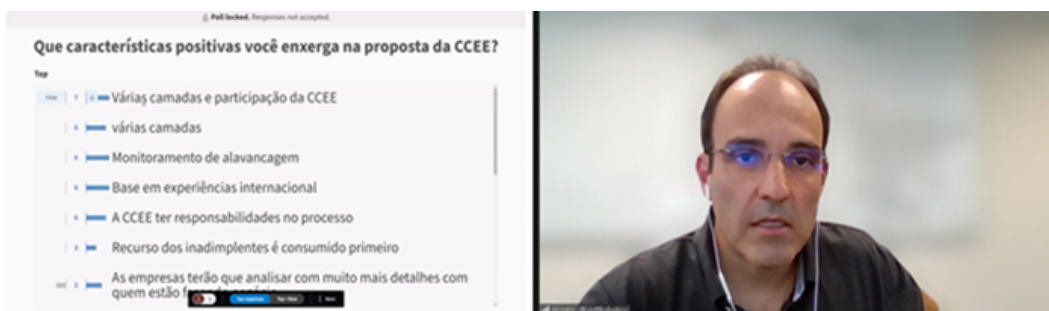 Poll locked. Responses not accepted.
Que características positivas você enxerga na proposta da CCEE?
Top
7 Várias camadas e participação da CCEE
várias camadas
Monitoramento de alavancagem
Base em experiências internacional
A CCEE ter responsabilidades no processo
Recurso dos inadimplentes é consumido primeiro
As empresas terão que analisar com muito mais detalhes com
quem estão